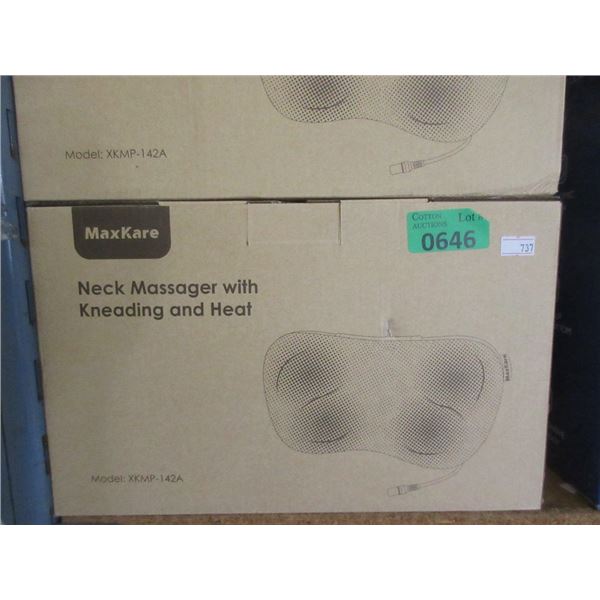 Model: XKMP-142A
MaxKare
COTTON
AUCTIONS
Lot #
0646
737
Neck Massager with
Kneading and Heat
MaxKare
Model: XKMP-142A